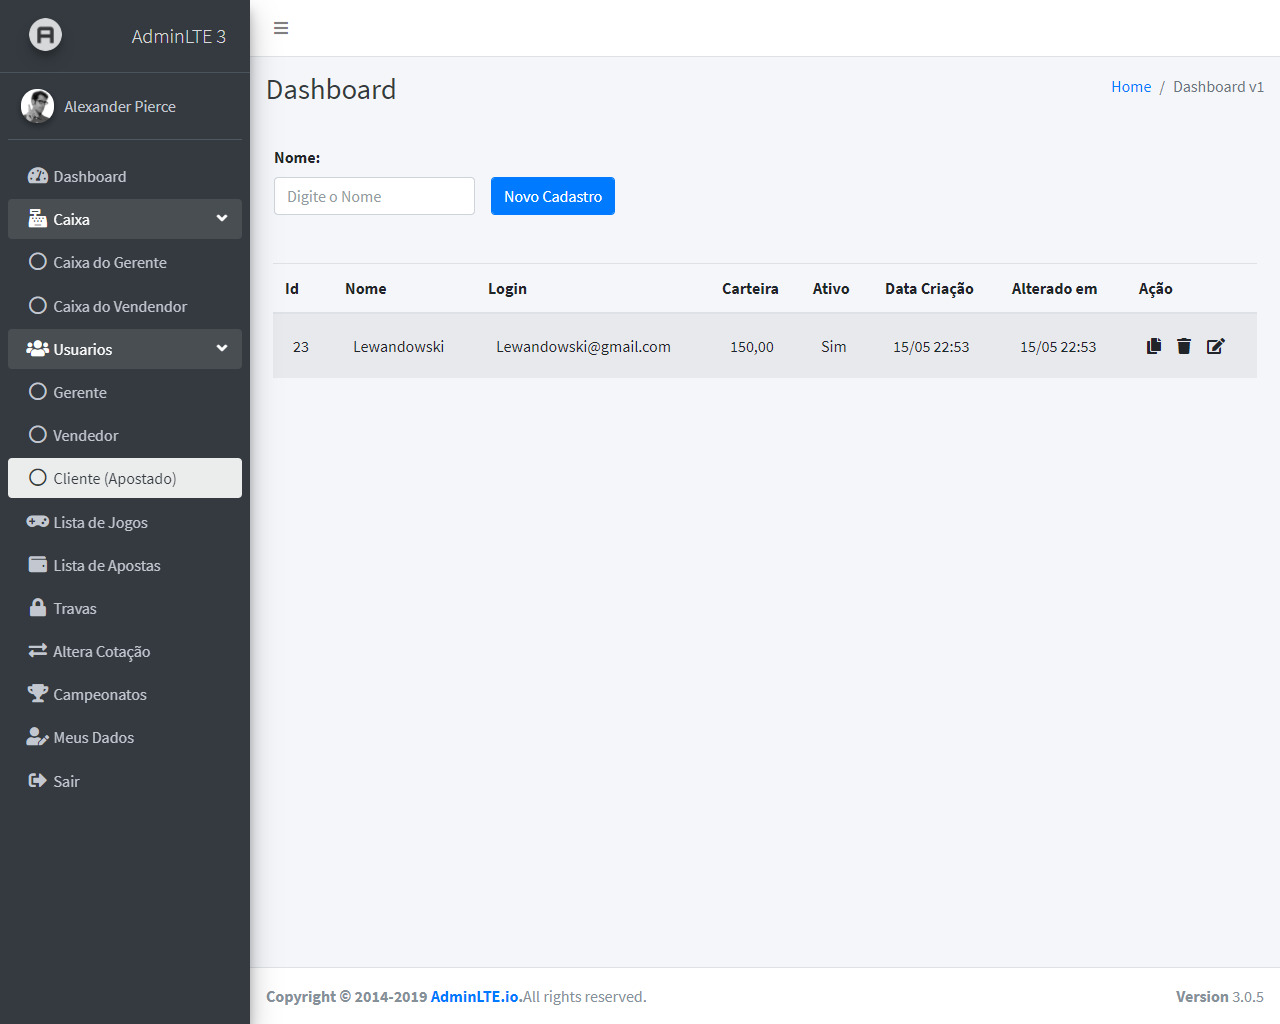 AdminLTE 3
Alexander Pierce
Dashboard
Caixa
Caixa do Gerente
Caixa do Vendendor
Usuarios
Gerente
Vendedor
Cliente (Apostado)
Lista de Jogos
Lista de Apostas
Travas
Altera Cotação
Campeonatos
Meus Dados
Sair
Dashboard
Home / Dashboard v1
Nome:
Digite o Nome
Novo Cadastro
Id Nome Login Carteira Ativo Data Criação Alterado em Ação
23 Lewandowski Lewandowski@gmail.com 150,00 Sim 15/05 22:53 15/05 22:53
Copyright © 2014-2019 AdminLTE.io.All rights reserved.
Version 3.0.5